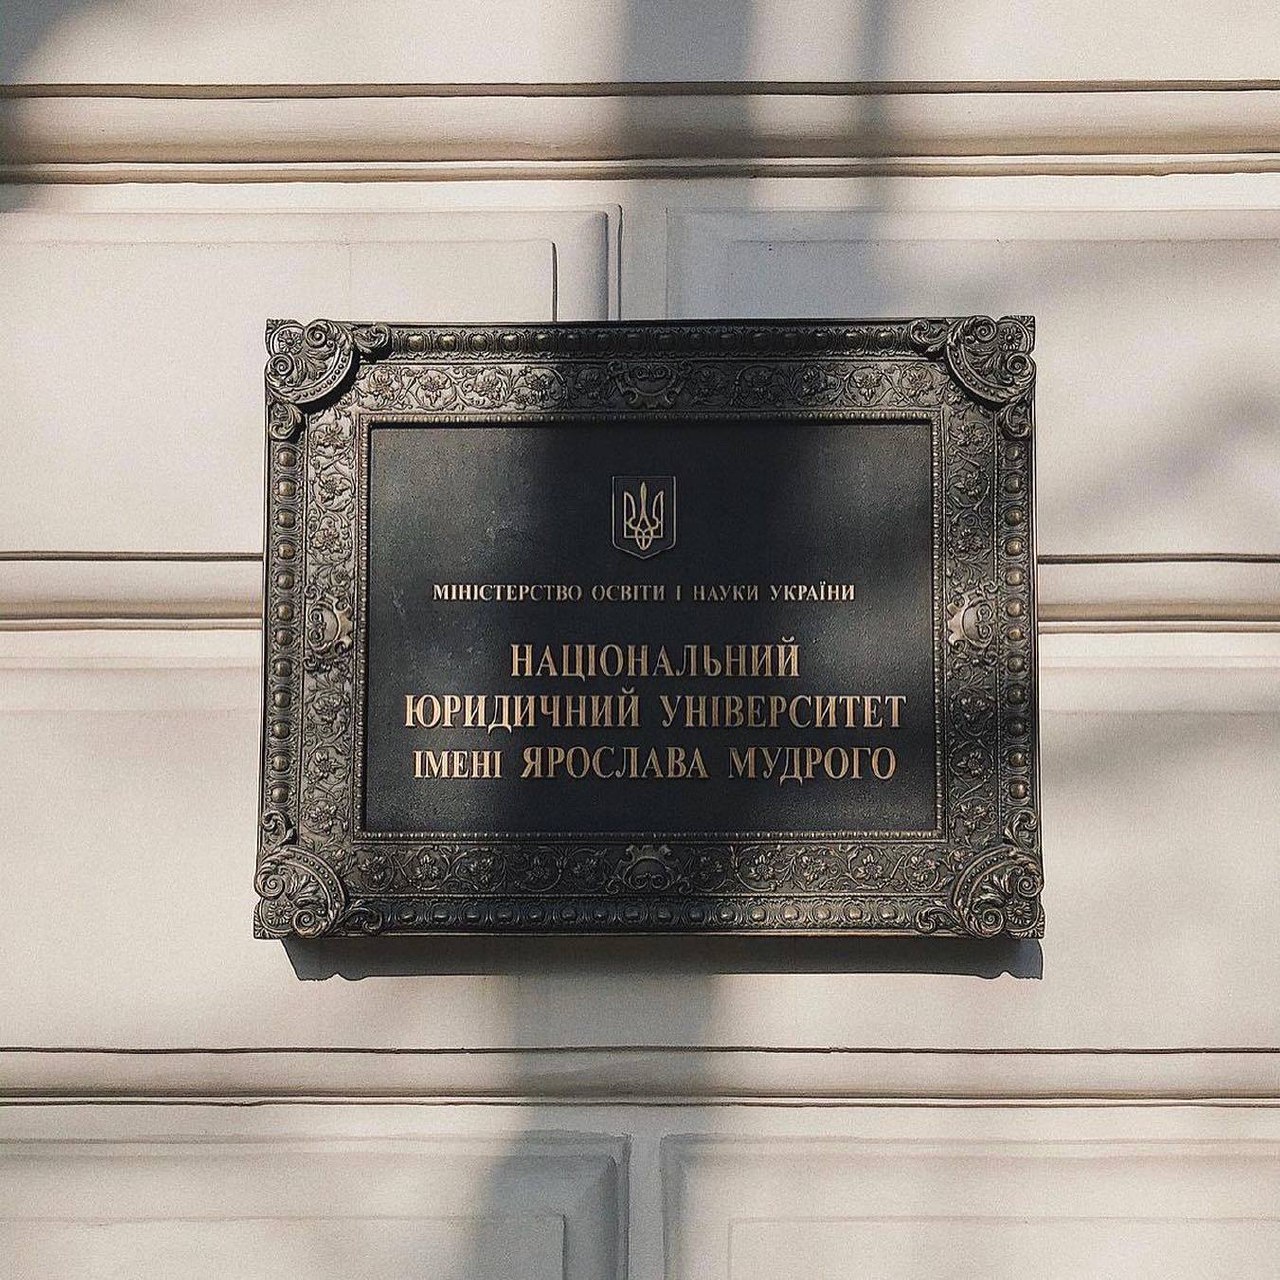 МІНІСТЕРСТВО ОСВІТИ І НАУКИ УКРАЇНИ
НАЦІОНАЛЬНИЙ
ЮРИДИЧНИЙ УНІВЕРСИТЕТ
ІМЕНІ ЯРОСЛАВА МУДРОГО